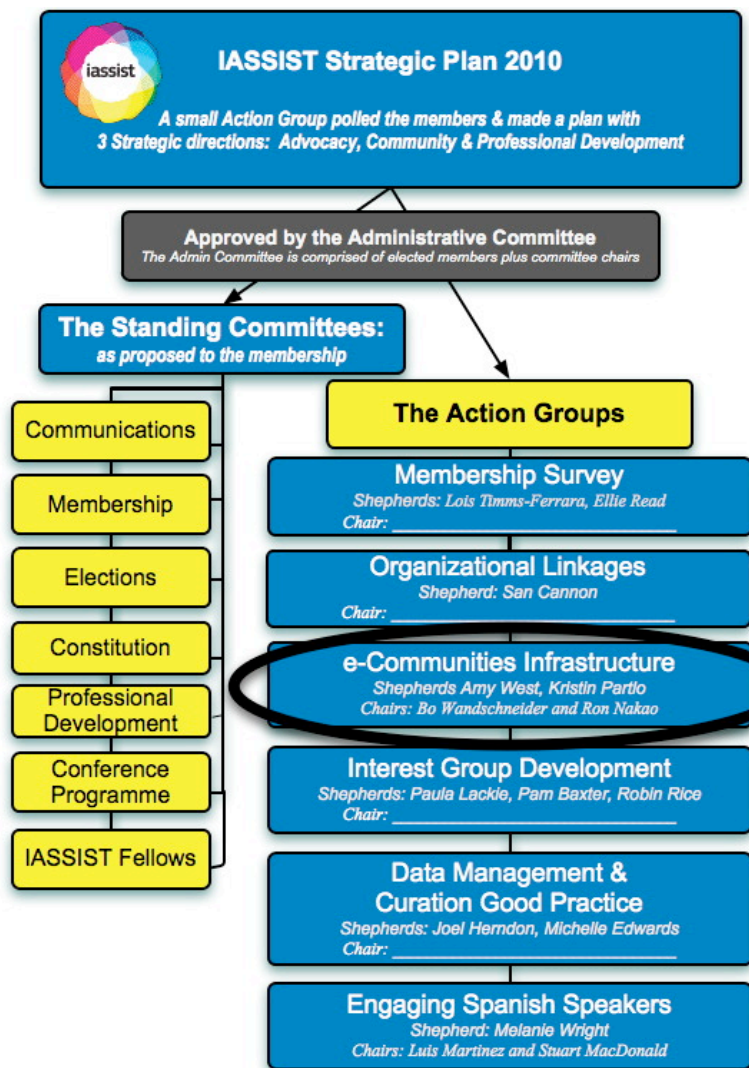 iassist
IASSIST Strategic Plan 2010
A small Action Group polled the members & made a plan with
3 Strategic directions: Advocacy, Community & Professional Development
Approved by the Administrative Committee
The Admin Committee is comprised of elected members plus committee chairs
The Standing Committees:
as proposed to the membership
Communications
Membership
Elections
Constitution
Professional
Development
Conference
Programme
IASSIST Fellows
The Action Groups
Membership Survey
Shepherds: Lois Timms-Ferrara, Ellie Read
Chair: ________________________________
Organizational Linkages
Shepherd: San Cannon
Chair: ________________________________
e-Communities Infrastructure
Shepherds Amy West, Kristin Partlo
Chairs: Bo Wandschneider and Ron Nakao
Interest Group Development
Shepherds: Paula Lackie, Pam Baxter, Robin Rice
Chair: ________________________________
Data Management &
Curation Good Practice
Shepherds: Joel Herndon, Michelle Edwards
Chair: ________________________________
Engaging Spanish Speakers
Shepherd: Melanie Wright
Chairs: Luis Martinez and Stuart MacDonald